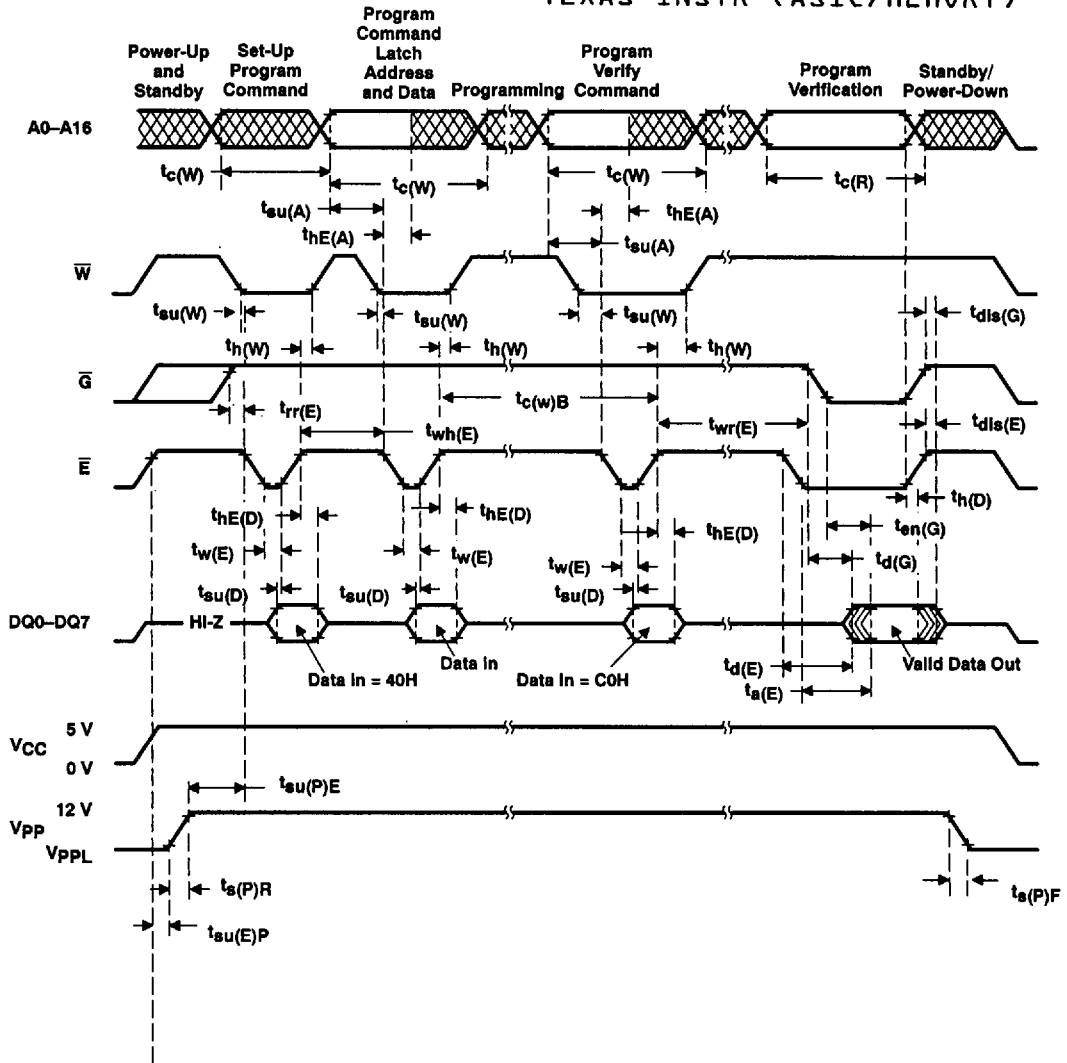 TEXAS INSTR (ASIC/MEMORY)
Power-Up
and
Standby
Set-Up
Program
Command
Program
Command
Latch
Address
and Data
Programming
Program
Verify
Command
Program
Verification
Standby/
Power-Down
A0–A16
tc(W)
tc(W)
tc(W)
tc(R)
tsu(A)
thE(A)
thE(A)
tsu(A)
W
tsu(W)
tsu(W)
tsu(W)
tdis(G)
th(W)
th(W)
th(W)
G
trr(E)
tc(w)B
twh(E)
twr(E)
tdis(E)
E
th(D)
thE(D)
thE(D)
thE(D)
ten(G)
tw(E)
tw(E)
tw(E)
td(G)
tsu(D)
tsu(D)
tsu(D)
DQ0–DQ7
HI-Z
Data In = 40H
Data in
Data In = C0H
Valid Data Out
td(E)
ta(E)
VCC
5 V
0 V
tsu(P)E
12 V
VPP
VPPL
ts(P)R
ts(P)F
tsu(E)P